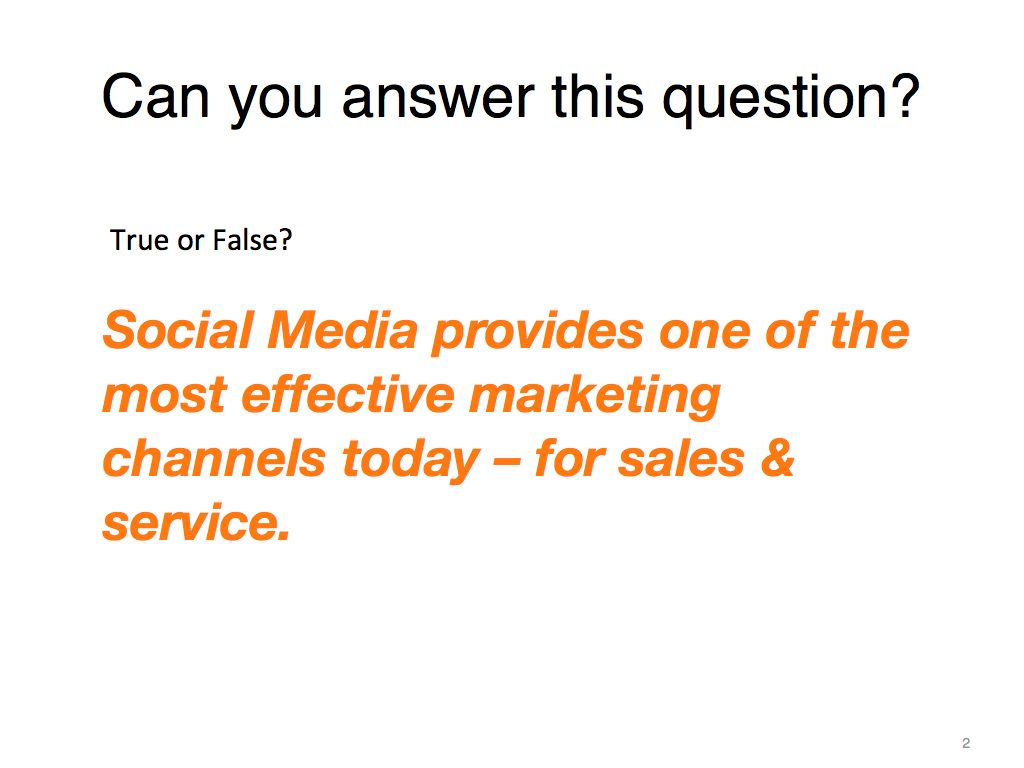 Can you answer this question?
True or False?
Social Media provides one of the
most effective marketing
channels today – for sales &
service.
2